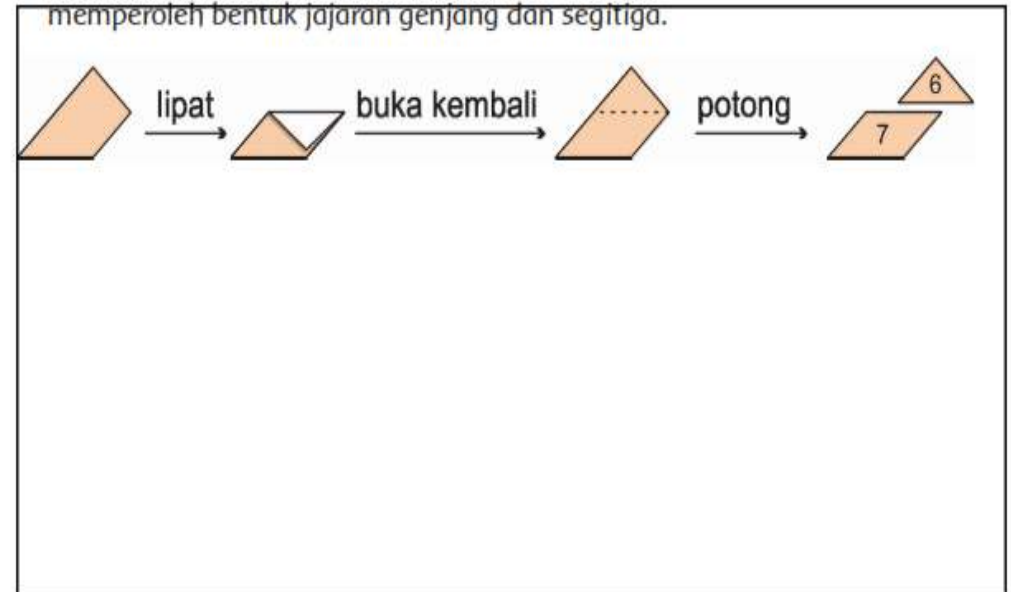 memperoleh bentuk jajaran genjang dan segitiga.
lipat buka kembali potong
6
7